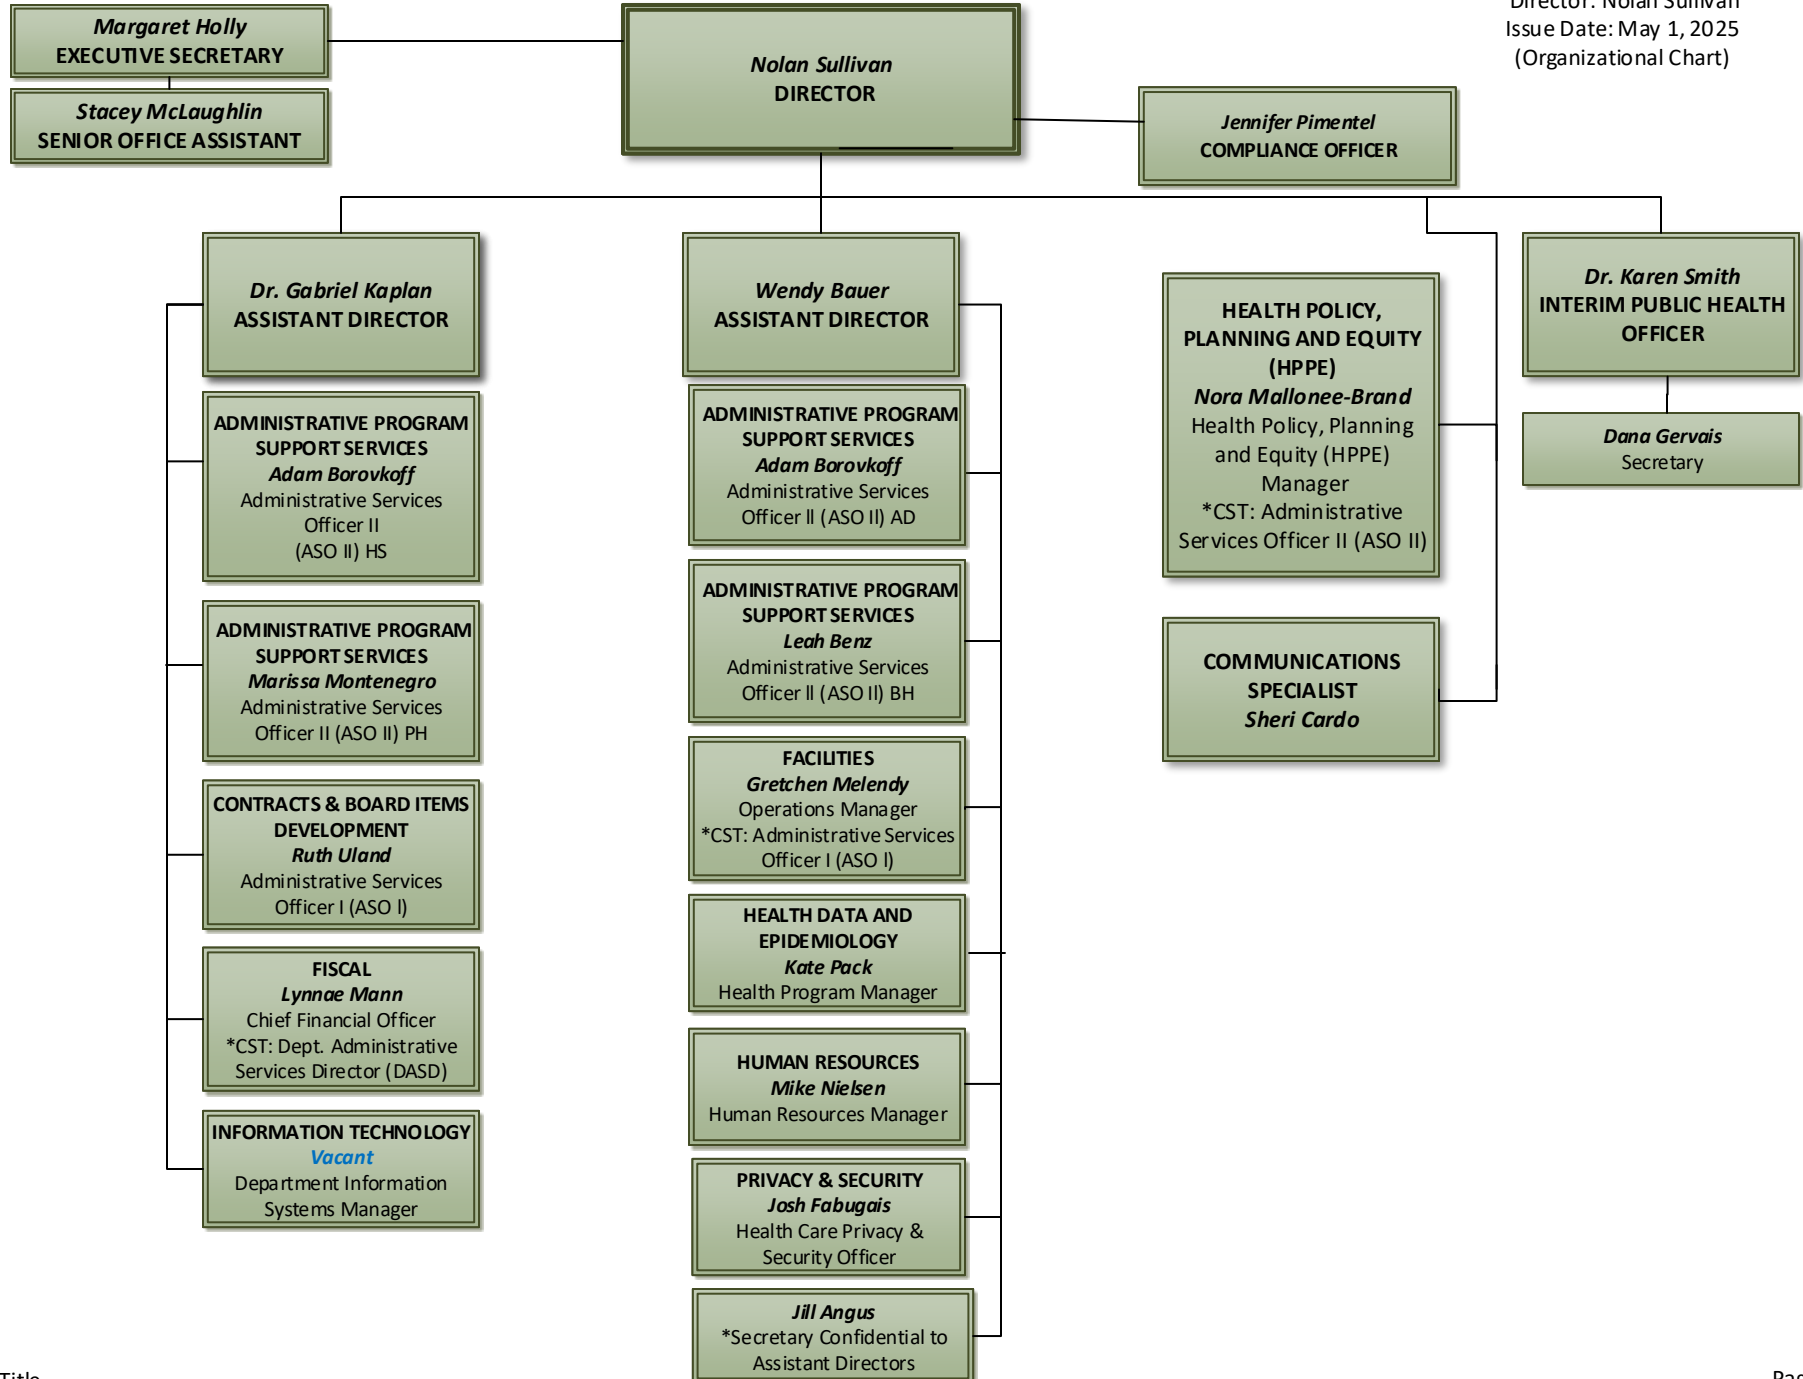 Margaret Holly
EXECUTIVE SECRETARY
Stacey McLaughlin
SENIOR OFFICE ASSISTANT
Nolan Sullivan
DIRECTOR
Director: Nolan Sullivan
Issue Date: May 1, 2025
(Organizational Chart)
Jennifer Pimentel
COMPLIANCE OFFICER
Dr. Gabriel Kaplan
ASSISTANT DIRECTOR
ADMINISTRATIVE PROGRAM
SUPPORT SERVICES
Adam Borovkoff
Administrative Services
Officer II
(ASO II) HS
ADMINISTRATIVE PROGRAM
SUPPORT SERVICES
Marissa Montenegro
Administrative Services
Officer II (ASO II) PH
CONTRACTS & BOARD ITEMS
DEVELOPMENT
Ruth Uland
Administrative Services
Officer I (ASO I)
FISCAL
Lynnae Mann
Chief Financial Officer
*CST: Dept. Administrative
Services Director (DASD)
INFORMATION TECHNOLOGY
Vacant
Department Information
Systems Manager
Wendy Bauer
ASSISTANT DIRECTOR
ADMINISTRATIVE PROGRAM
SUPPORT SERVICES
Adam Borovkoff
Administrative Services
Officer ll (ASO Il) AD
ADMINISTRATIVE PROGRAM
SUPPORT SERVICES
Leah Benz
Administrative Services
Officer ll (ASO Il) BH
FACILITIES
Gretchen Melendy
Operations Manager
*CST: Administrative Services
Officer I (ASO l)
HEALTH DATA AND
EPIDEMIOLOGY
Kate Pack
Health Program Manager
HUMAN RESOURCES
Mike Nielsen
Human Resources Manager
PRIVACY & SECURITY
Josh Fabugais
Health Care Privacy &
Security Officer
Jill Angus
*Secretary Confidential to
Assistant Directors
HEALTH POLICY,
PLANNING AND EQUITY
(HPPE)
Nora Mallonee-Brand
Health Policy, Planning
and Equity (HPPE)
Manager
*CST: Administrative
Services Officer II (ASO II)
COMMUNICATIONS
SPECIALIST
Sheri Cardo
Dr. Karen Smith
INTERIM PUBLIC HEALTH
OFFICER
Dana Gervais
Secretary
Title